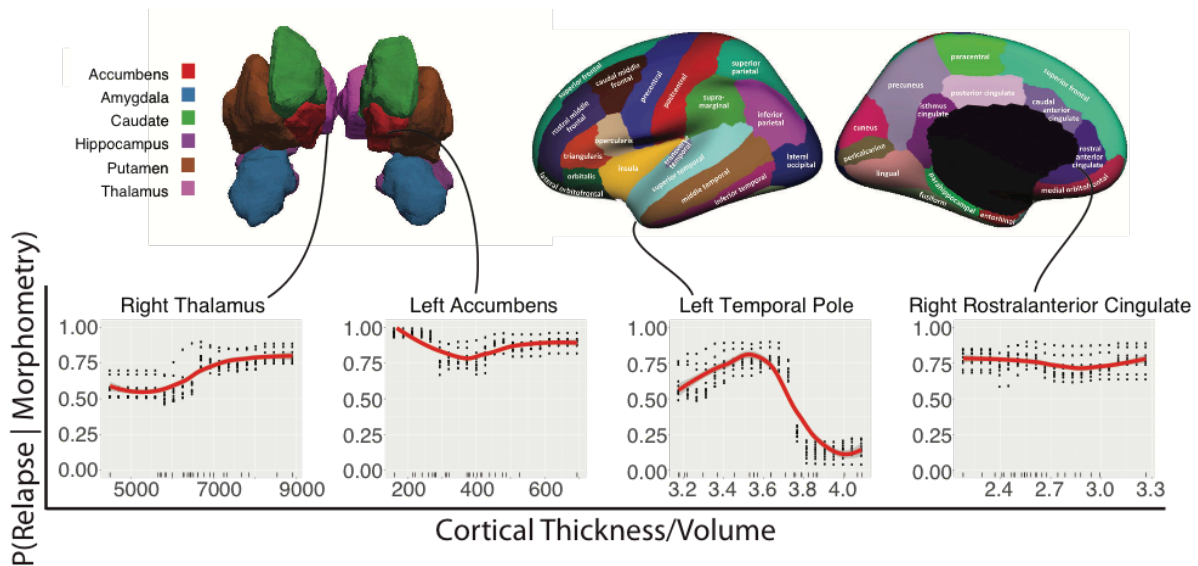 Accumbens
Amygdala
Caudate
Hippocampus
Putamen
Thalamus
superior frontal
caudal middle
frontal
precentral
postcentral
superior
parietal
rostral middle
frontal
supra-
marginal
inferior
parietal
opercularis
triangularis
orbitalis
lateral orbitofrontal
insula
transverse
temporal
superior temporal
middle temporal
inferior temporal
lateral
occipital
paracentral
precuneus
superior frontal
posterior cingulate
isthmus
cingulate
caudal
anterior
cingulate
cuneus
pericalcarine
lingual
rostral
anterior
cingulate
medial orbitofrontal
parahippocampal
fusiform
entorhinal
P(Relapse | Morphometry)
Right Thalamus
1.00
0.75
0.50
0.25
0.00
5000 7000 9000
Left Accumbens
1.00
0.75
0.50
0.25
0.00
200 400 600
Left Temporal Pole
1.00
0.75
0.50
0.25
0.00
3.2 3.4 3.6 3.8 4.0
Right Rostralanterior Cingulate
1.00
0.75
0.50
0.25
0.00
2.4 2.7 3.0 3.3
Cortical Thickness/Volume